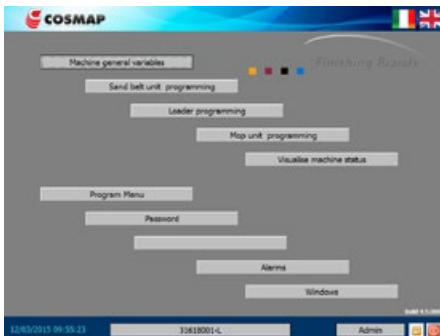 COSMAP
Finishing Brands
Machine general variables
Sand belt unit programming
Loader programming
Mop unit programming
Visualise machine status
Program Menu
Password
Alarms
Windows
12/03/2015 09:55:23
31618001-L
Admin